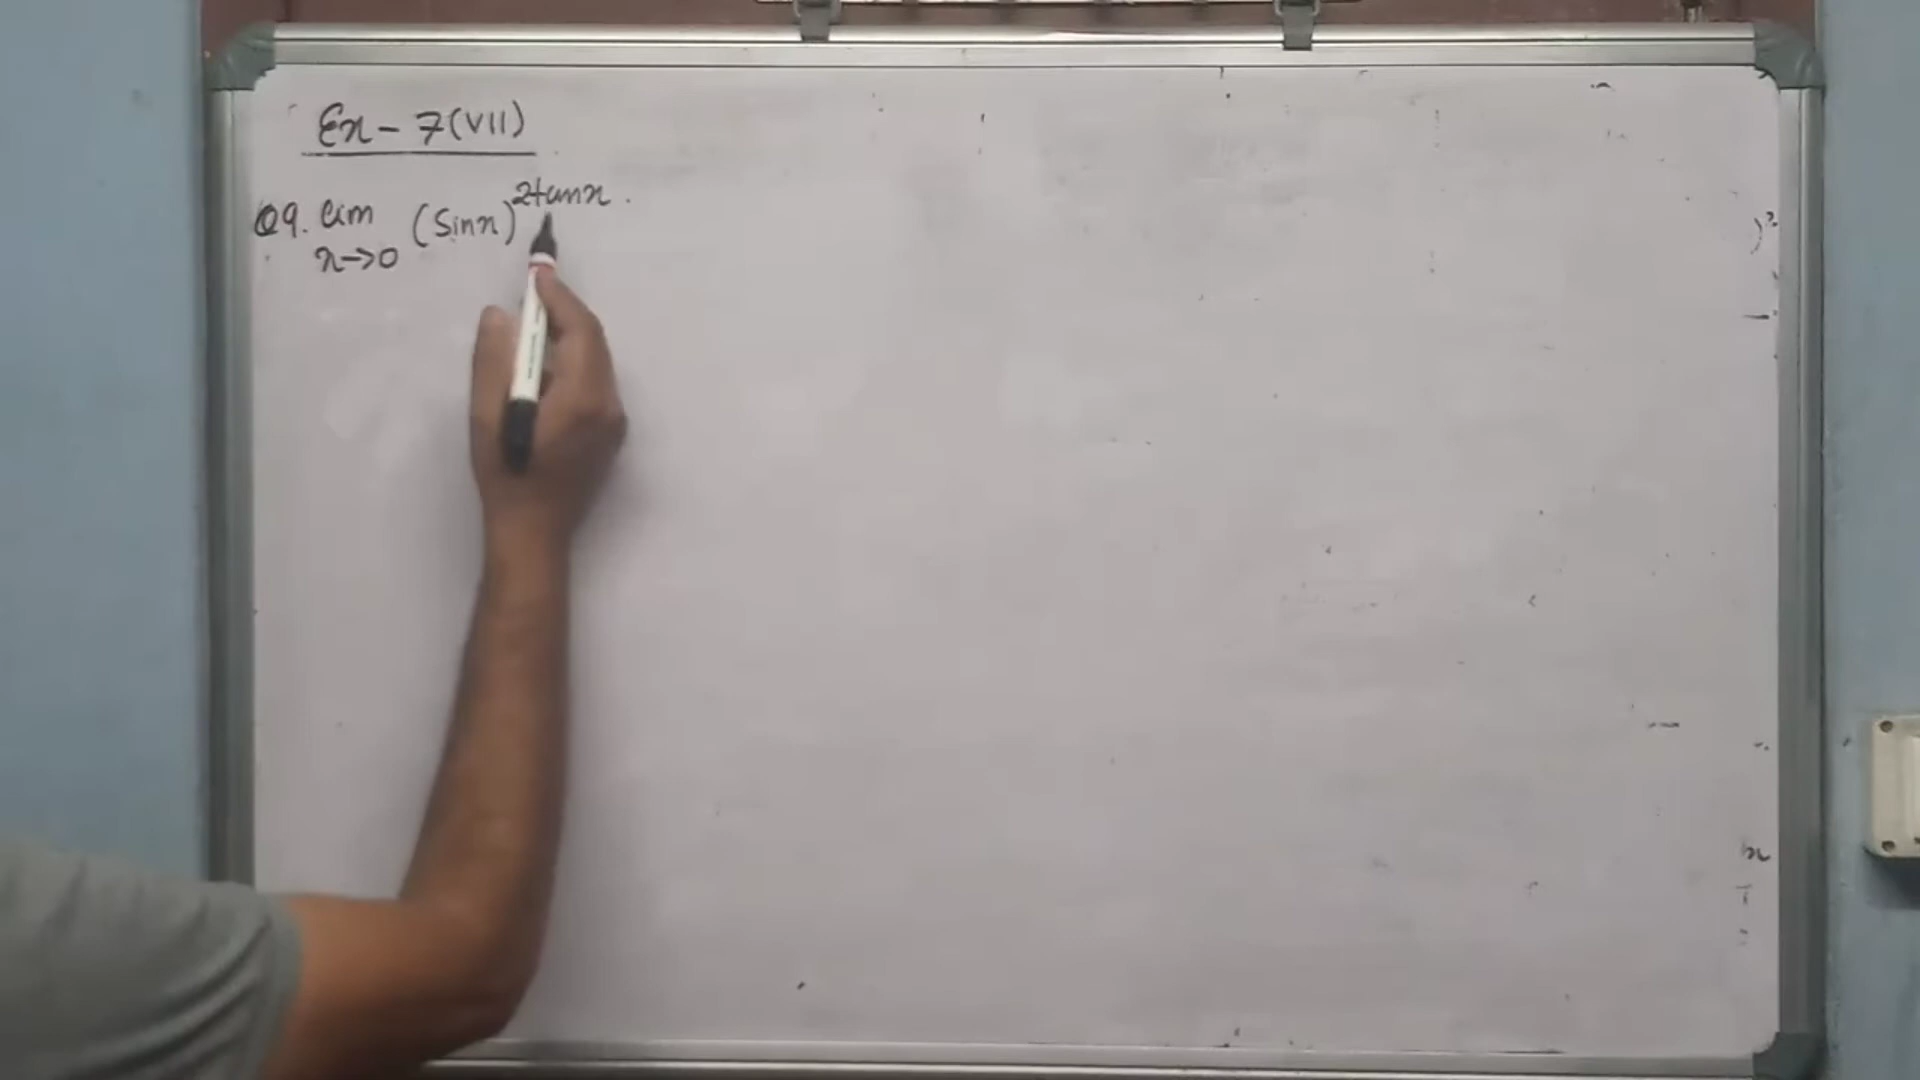 Ex - 7(VII)
Q9. lim (Sinx)^2tanx.
x→0